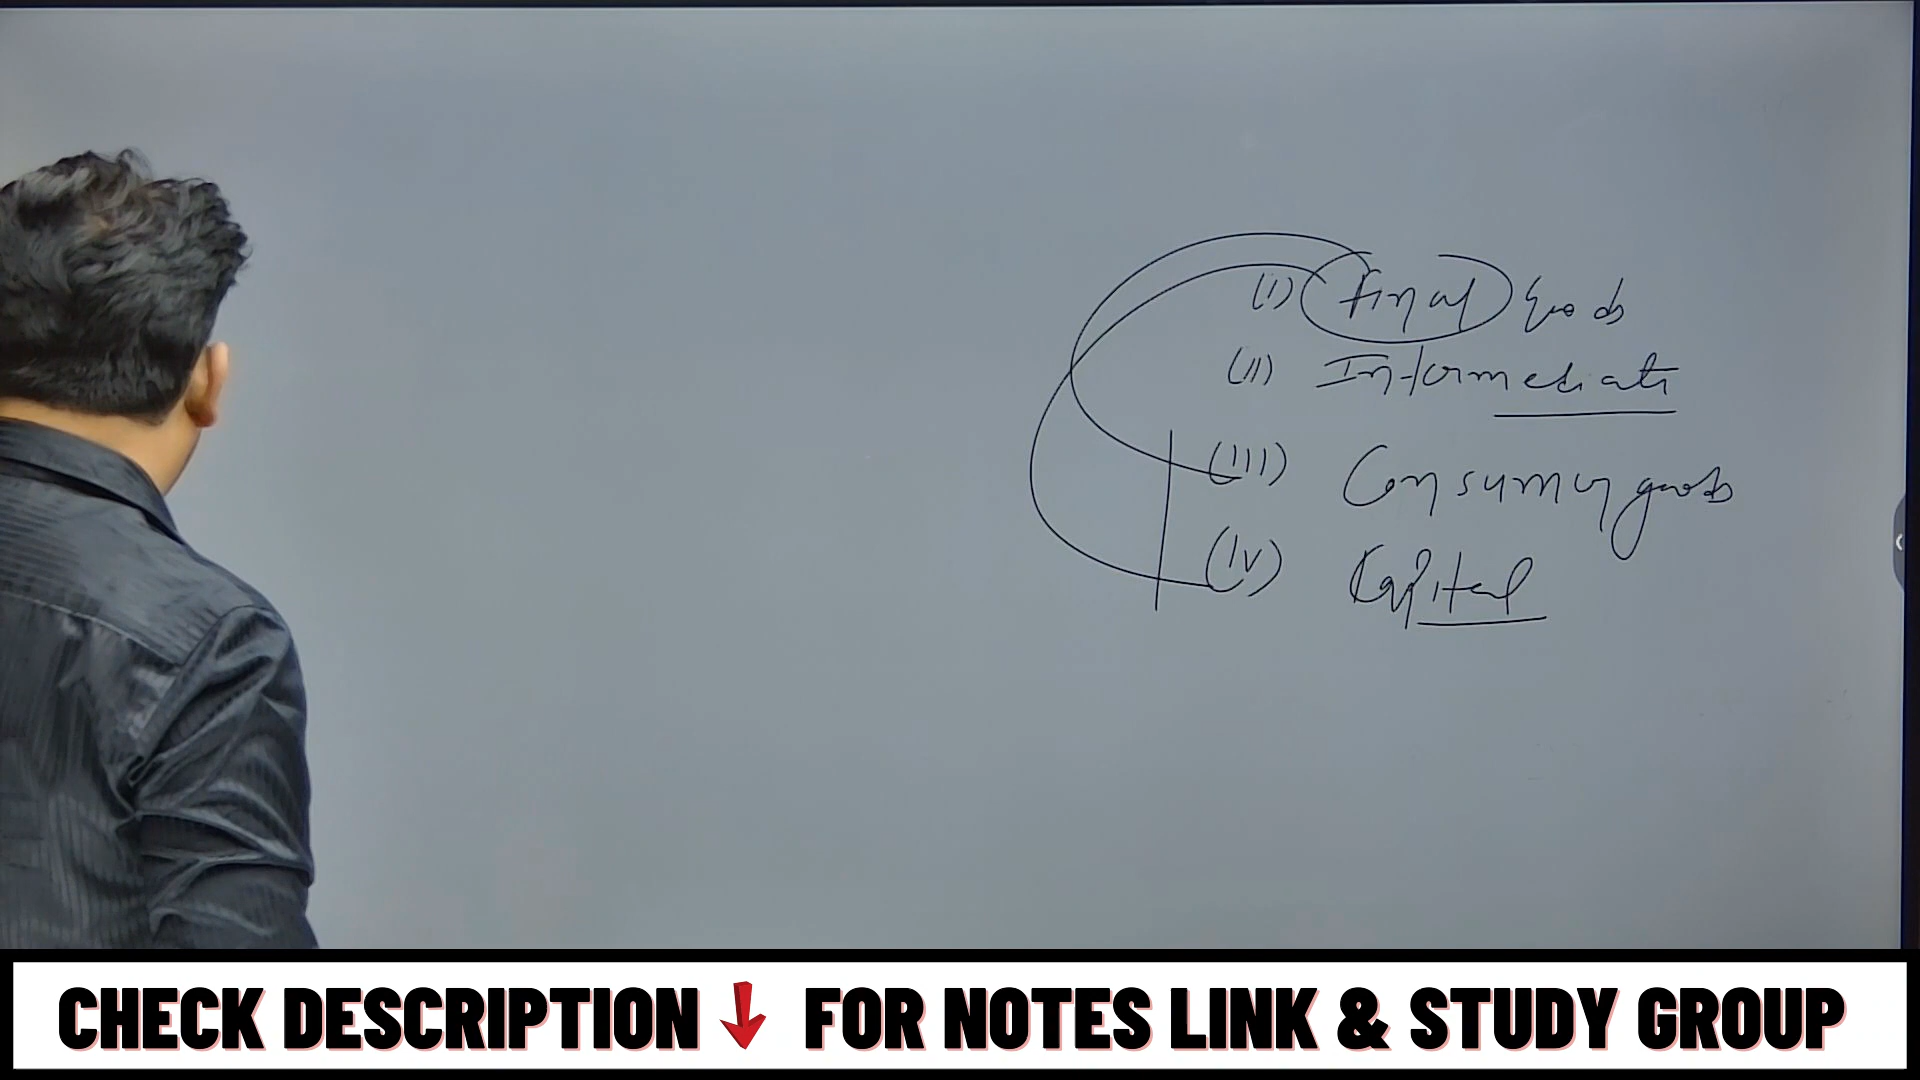 (I) Final goods
(II) Intermediate
(III) Consumer goods
(IV) Capital
CHECK DESCRIPTION FOR NOTES LINK & STUDY GROUP